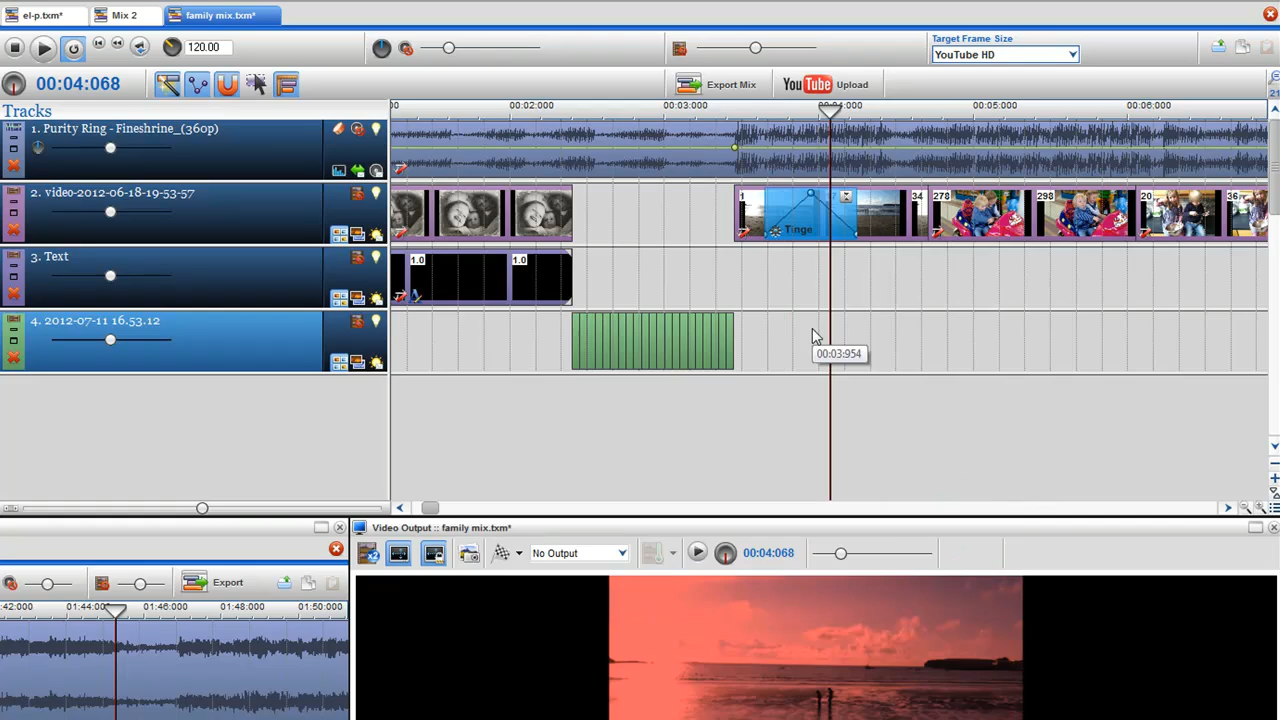 el-p.txm* Mix 2 family mix.txm*
120.00 Target Frame Size
YouTube HD
00:04:068 Export Mix YouTube Upload
Tracks 00:02:000 00:03:000 00:05:000 00:06:000
1. Purity Ring - Fineshrine_(360p)
2. video-2012-06-18-19-53-57
1 34 278 298 20 36
Tinge
3. Text 1.0 1.0
4. 2012-07-11 16.53.12
00:03:954
Video Output :: family mix.txm*
No Output 00:04:068
Export
:42:000 01:44:000 01:46:000 01:48:000 01:50:000